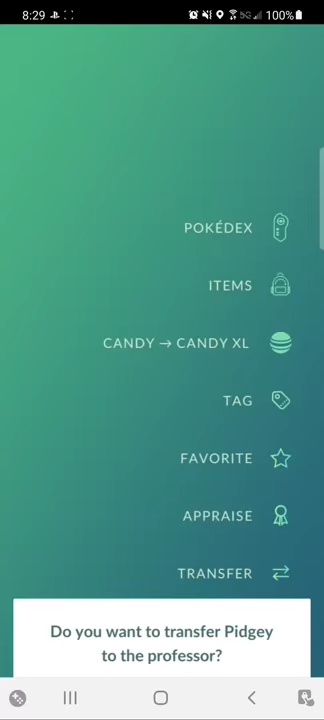 8:29
5G
100%
POKÉDEX
ITEMS
CANDY → CANDY XL
TAG
FAVORITE
APPRAISE
TRANSFER
Do you want to transfer Pidgey
to the professor?